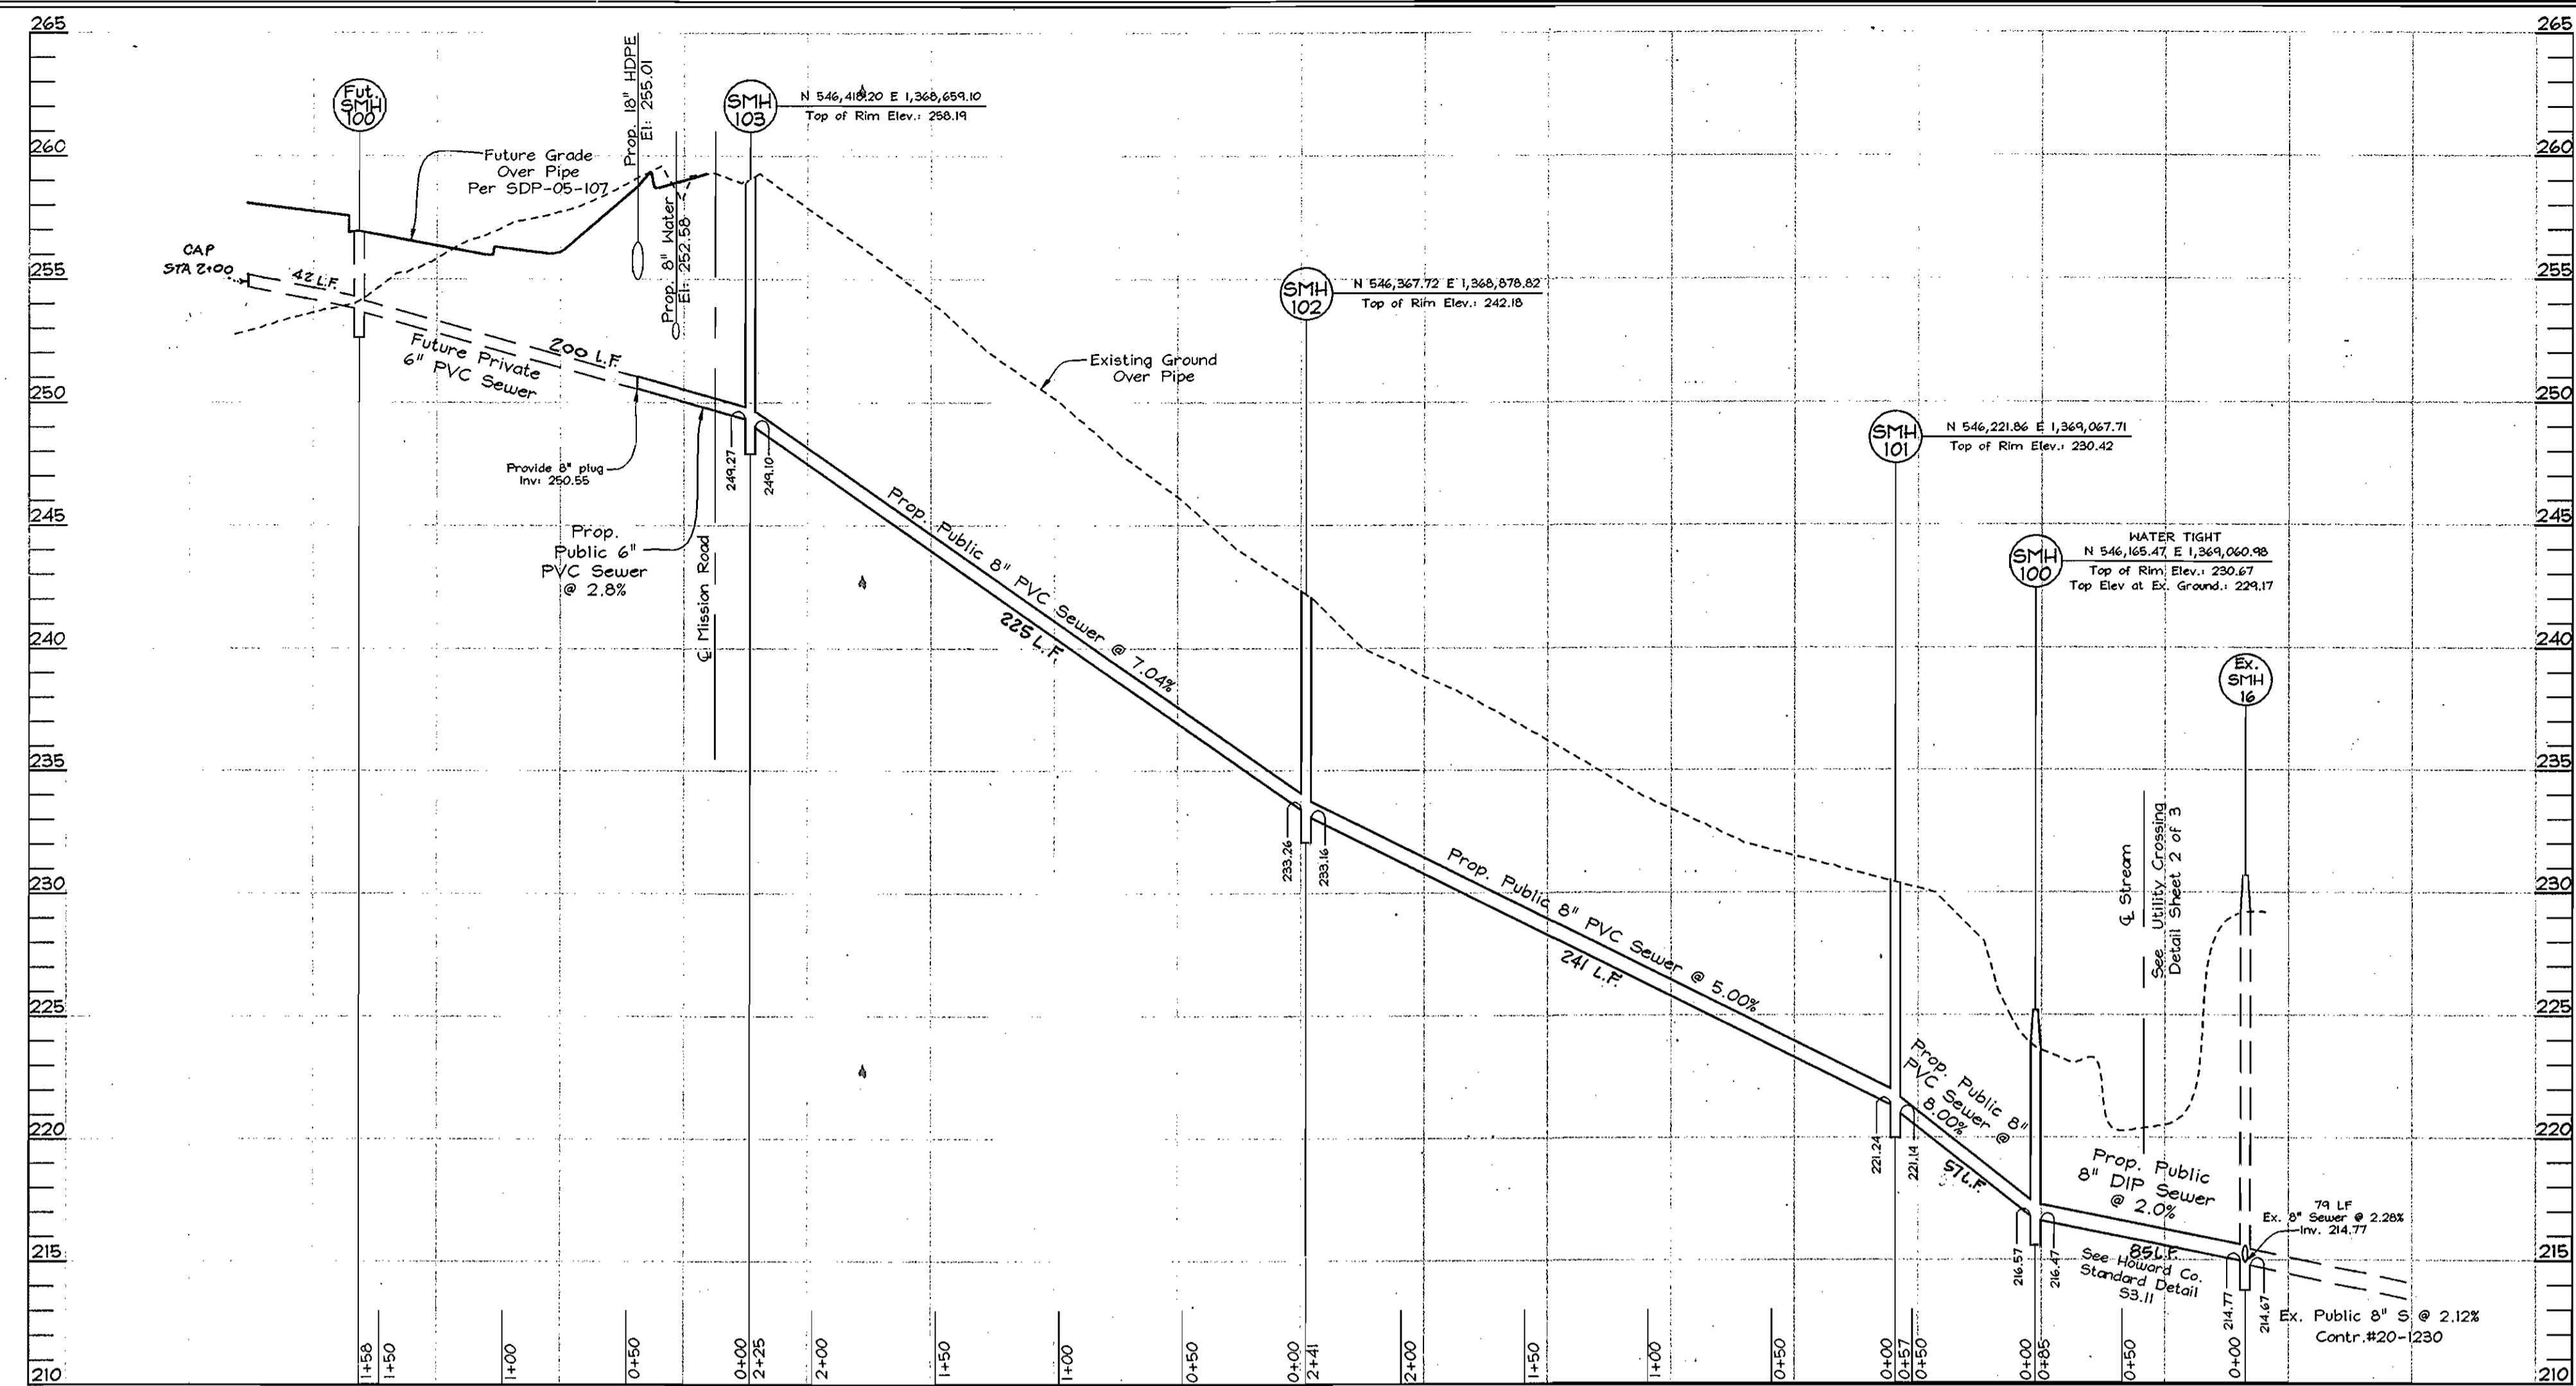 265
265
Fut.
SMH
100
Prop. 18" HDPE
El: 255.01
SMH
103
N 546,418.20 E 1,368,659.10
Top of Rim Elev.: 258.19
260
260
Future Grade
Over Pipe
Per SDP-05-107
Prop. 8" Water
El: 252.58
CAP
STA 2+00
42 L.F.
255
255
SMH
102
N 546,367.72 E 1,368,878.82
Top of Rim Elev.: 242.18
200 L.F.
Future Private
6" PVC Sewer
Existing Ground
Over Pipe
250
250
249.27
249.10
Provide 8" plug
Inv: 250.55
SMH
101
N 546,221.86 E 1,369,067.71
Top of Rim Elev.: 230.42
245
245
Prop.
Public 6"
PVC Sewer
@ 2.8%
℄ Mission Road
Prop. Public 8" PVC Sewer @ 7.04%
225 L.F.
SMH
100
WATER TIGHT
N 546,165.47 E 1,369,060.98
Top of Rim Elev.: 230.67
Top Elev at Ex. Ground.: 229.17
240
240
Ex.
SMH
16
235
235
233.26
233.16
Prop. Public 8" PVC Sewer @ 5.00%
241 L.F.
℄ Stream
See Utility Crossing
Detail Sheet 2 of 3
230
230
225
225
Prop. Public 8"
PVC Sewer @
8.00%
57 L.F.
220
220
221.24
221.14
Prop. Public
8" DIP Sewer
@ 2.0%
79 LF
Ex. 8" Sewer @ 2.28%
Inv. 214.77
215
215
216.57
216.47
85 L.F.
See Howard Co.
Standard Detail
S3.11
214.77
214.67
Ex. Public 8" S @ 2.12%
Contr.#20-1230
210
210
1+58
1+50
1+00
0+50
0+00
2+25
2+00
1+50
1+00
0+50
0+00
2+41
2+00
1+50
1+00
0+50
0+00
0+57
0+50
0+00
0+85
0+50
0+00